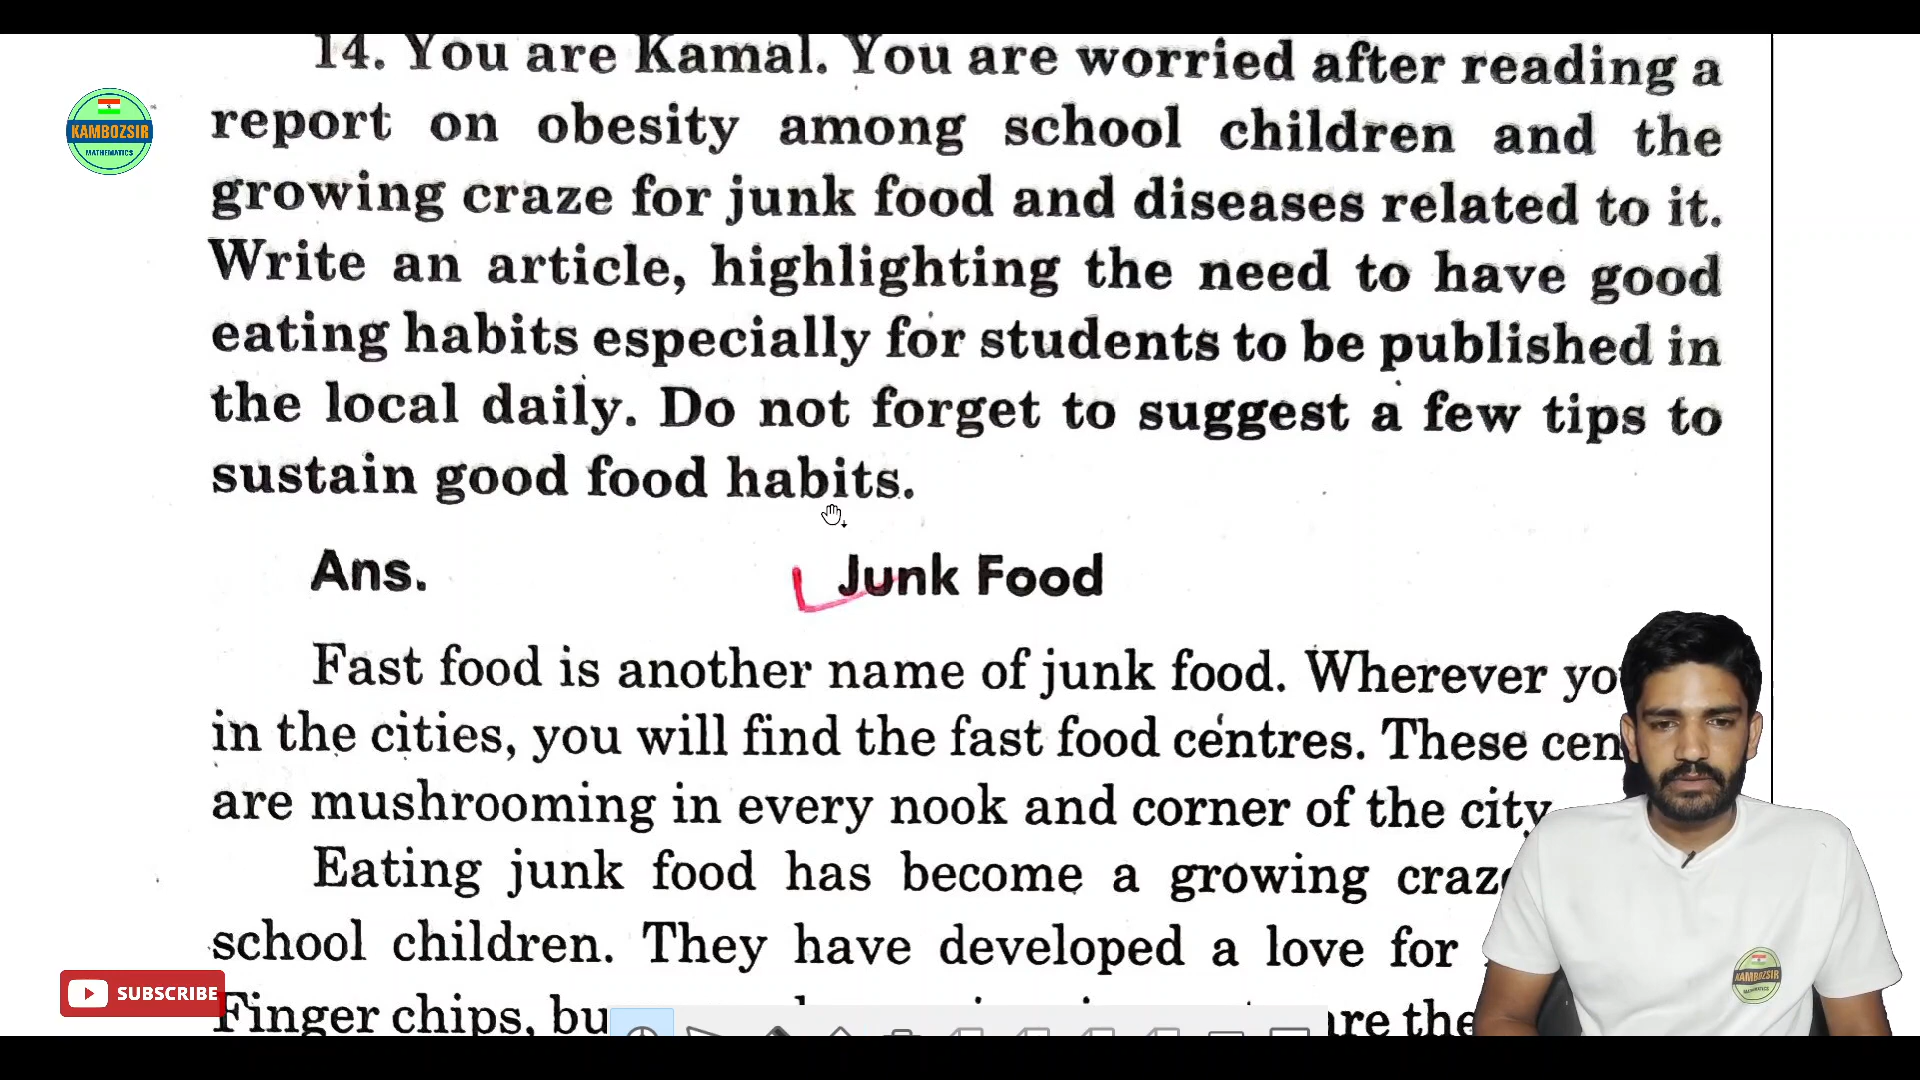 14. You are Kamal. You are worried after reading a
report on obesity among school children and the
growing craze for junk food and diseases related to it.
Write an article, highlighting the need to have good
eating habits especially for students to be published in
the local daily. Do not forget to suggest a few tips to
sustain good food habits.
KAMBOZSIR
MATHEMATICS
Ans. Junk Food
Fast food is another name of junk food. Wherever
in the cities, you will find the fast food centres. These
are mushrooming in every nook and corner of the city
Eating junk food has become a growing
school children. They have developed a love for
Finger chips, are the
SUBSCRIBE
KAMBOZSIR
MATHEMATICS